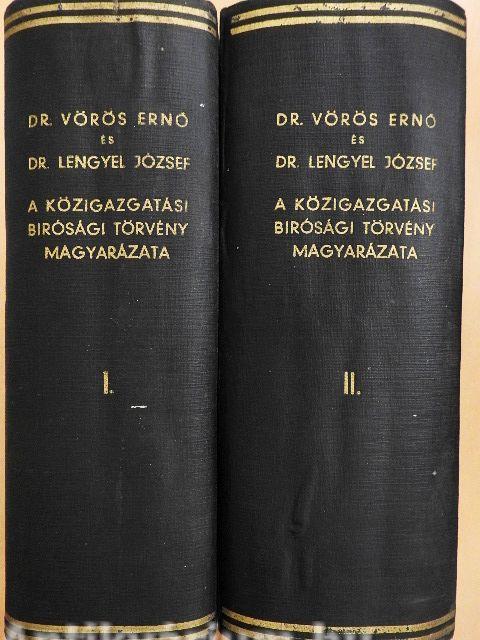 DR. VÖRÖS ERNŐ
ÉS
DR. LENGYEL JÓZSEF
A KÖZIGAZGATÁSI
BIRÓSÁGI TÖRVÉNY
MAGYARÁZATA
I.
DR. VÖRÖS ERNŐ
ÉS
DR. LENGYEL JÓZSEF
A KÖZIGAZGATÁSI
BIRÓSÁGI TÖRVÉNY
MAGYARÁZATA
II.